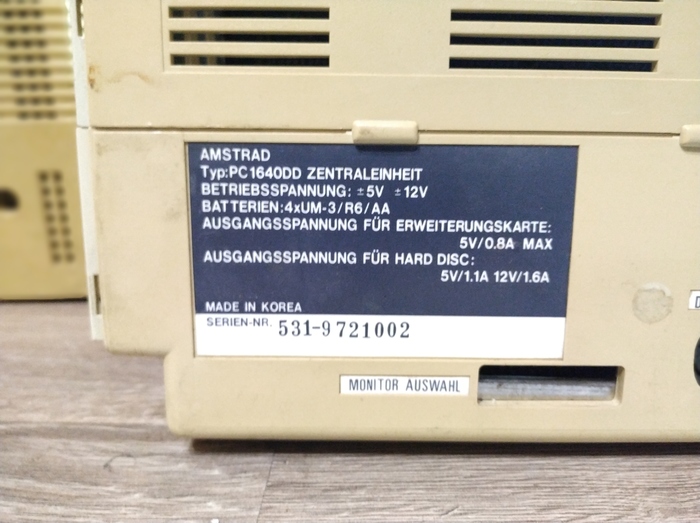 AMSTRAD
Typ:PC1640DD ZENTRALEINHEIT
BETRIEBSSPANNUNG: ±5V ±12V
BATTERIEN:4xUM-3/R6/AA
AUSGANGSSPANNUNG FÜR ERWEITERUNGSKARTE:
5V/0.8A MAX
AUSGANGSSPANNUNG FÜR HARD DISC:
5V/1.1A 12V/1.6A
MADE IN KOREA
SERIEN-NR. 531-9721002
MONITOR AUSWAHL